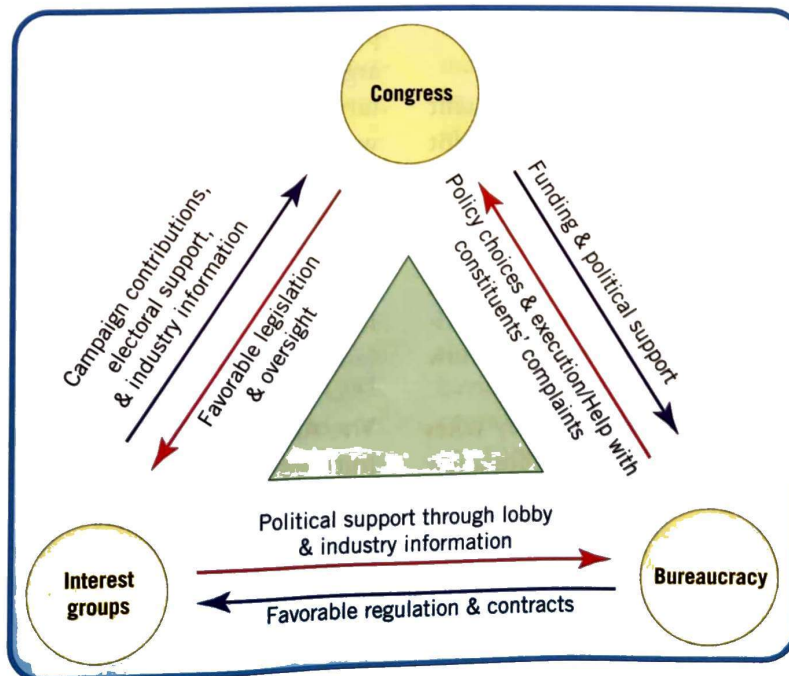 Congress
Campaign contributions,
electoral support,
& industry information
Favorable legislation
& oversight
Policy choices & execution/Help with
constituents' complaints
Funding & political support
Political support through lobby
& industry information
Favorable regulation & contracts
Interest
groups
Bureaucracy